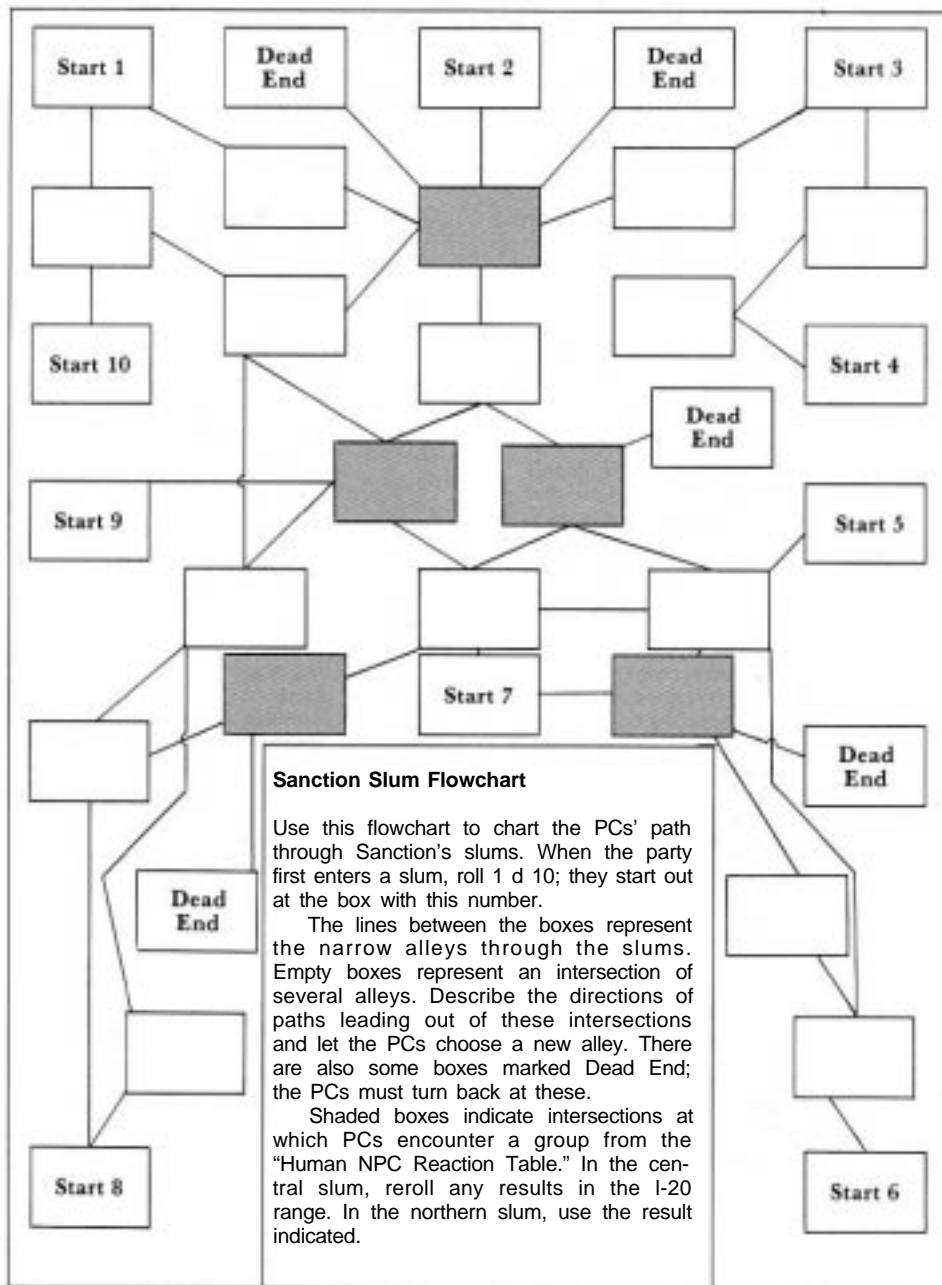 Start 1
Dead
End
Start 2
Dead
End
Start 3
Start 10
Start 4
Dead
End
Start 9
Start 5
Start 7
Dead
End
Sanction Slum Flowchart
Use this flowchart to chart the PCs' path
through Sanction's slums. When the party
first enters a slum, roll 1 d 10; they start out
at the box with this number.
The lines between the boxes represent
the narrow alleys through the slums.
Empty boxes represent an intersection of
several alleys. Describe the directions of
paths leading out of these intersections
and let the PCs choose a new alley. There
are also some boxes marked Dead End;
the PCs must turn back at these.
Shaded boxes indicate intersections at
which PCs encounter a group from the
“Human NPC Reaction Table.” In the cen-
tral slum, reroll any results in the I-20
range. In the northern slum, use the result
indicated.
Dead
End
Start 8
Start 6